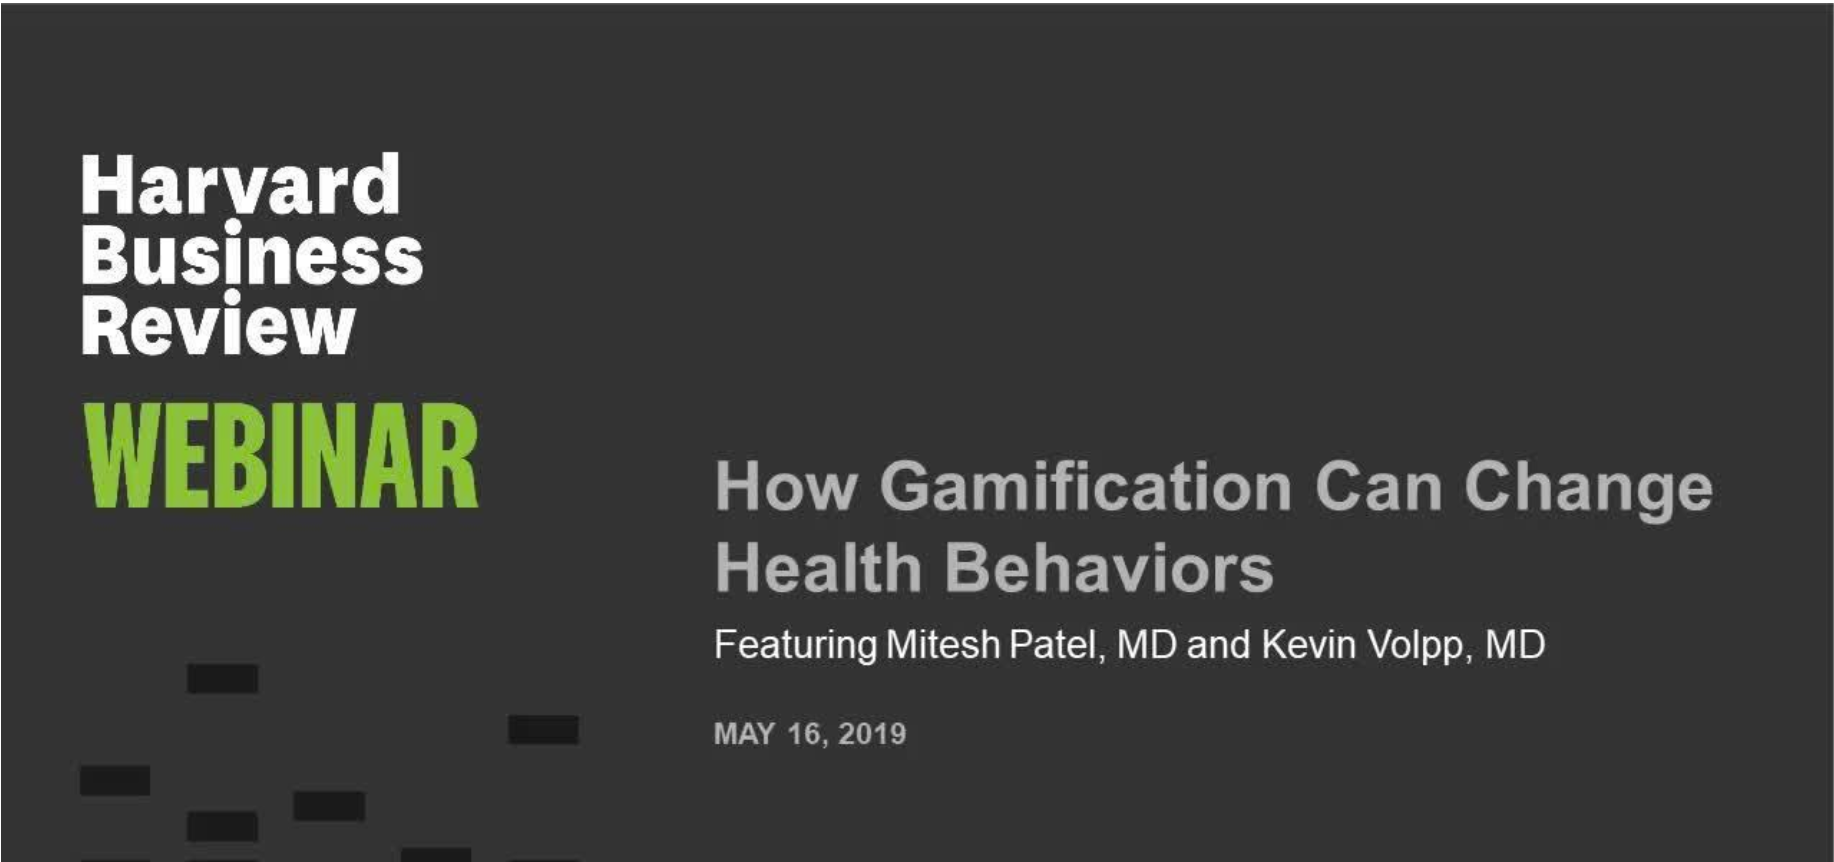 Harvard
Business
Review
WEBINAR
How Gamification Can Change
Health Behaviors
Featuring Mitesh Patel, MD and Kevin Volpp, MD
MAY 16, 2019